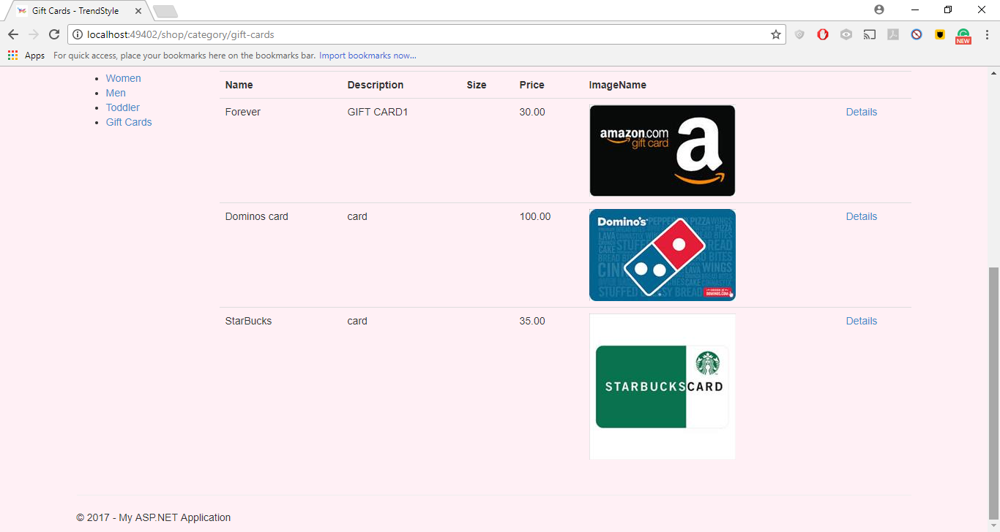 Gift Cards - TrendStyle
localhost:49402/shop/category/gift-cards
NEW
Apps For quick access, place your bookmarks here on the bookmarks bar. Import bookmarks now...
Women
Men
Toddler
Gift Cards
Name Description Size Price ImageName
Forever GIFT CARD1 30.00 Details
amazon.com
gift card
a
Dominos card card 100.00 Details
Domino's
StarBucks card 35.00 Details
STARBUCKSCARD
© 2017 - My ASP.NET Application